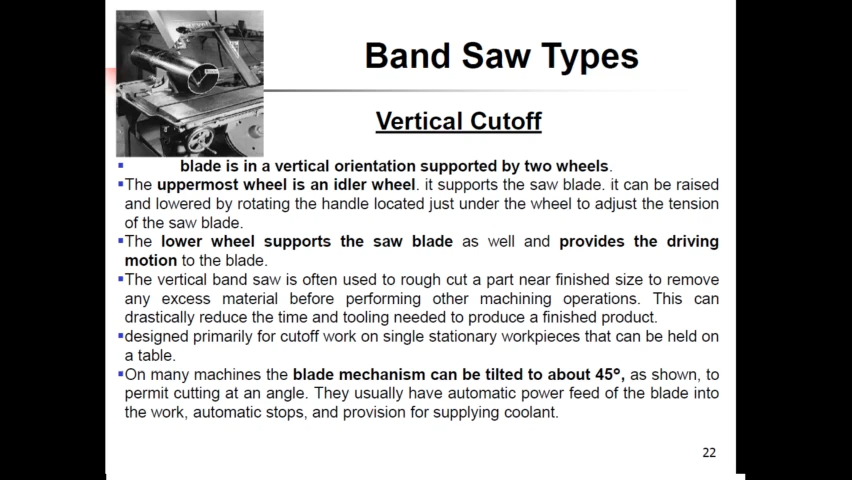 Band Saw Types
Vertical Cutoff
▪ blade is in a vertical orientation supported by two wheels.
▪The uppermost wheel is an idler wheel. it supports the saw blade. it can be raised
and lowered by rotating the handle located just under the wheel to adjust the tension
of the saw blade.
▪The lower wheel supports the saw blade as well and provides the driving
motion to the blade.
▪The vertical band saw is often used to rough cut a part near finished size to remove
any excess material before performing other machining operations. This can
drastically reduce the time and tooling needed to produce a finished product.
▪designed primarily for cutoff work on single stationary workpieces that can be held on
a table.
▪On many machines the blade mechanism can be tilted to about 45°, as shown, to
permit cutting at an angle. They usually have automatic power feed of the blade into
the work, automatic stops, and provision for supplying coolant.
22